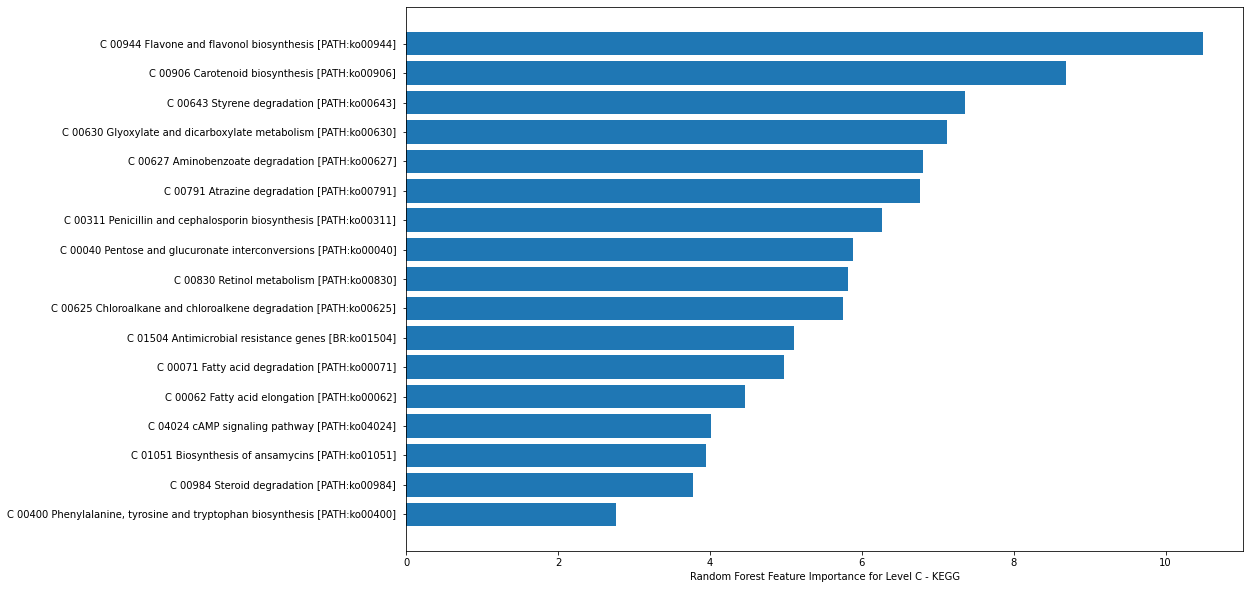 C 00944 Flavone and flavonol biosynthesis [PATH:ko00944]
C 00906 Carotenoid biosynthesis [PATH:ko00906]
C 00643 Styrene degradation [PATH:ko00643]
C 00630 Glyoxylate and dicarboxylate metabolism [PATH:ko00630]
C 00627 Aminobenzoate degradation [PATH:ko00627]
C 00791 Atrazine degradation [PATH:ko00791]
C 00311 Penicillin and cephalosporin biosynthesis [PATH:ko00311]
C 00040 Pentose and glucuronate interconversions [PATH:ko00040]
C 00830 Retinol metabolism [PATH:ko00830]
C 00625 Chloroalkane and chloroalkene degradation [PATH:ko00625]
C 01504 Antimicrobial resistance genes [BR:ko01504]
C 00071 Fatty acid degradation [PATH:ko00071]
C 00062 Fatty acid elongation [PATH:ko00062]
C 04024 cAMP signaling pathway [PATH:ko04024]
C 01051 Biosynthesis of ansamycins [PATH:ko01051]
C 00984 Steroid degradation [PATH:ko00984]
C 00400 Phenylalanine, tyrosine and tryptophan biosynthesis [PATH:ko00400]
0 2 4 6 8 10
Random Forest Feature Importance for Level C - KEGG